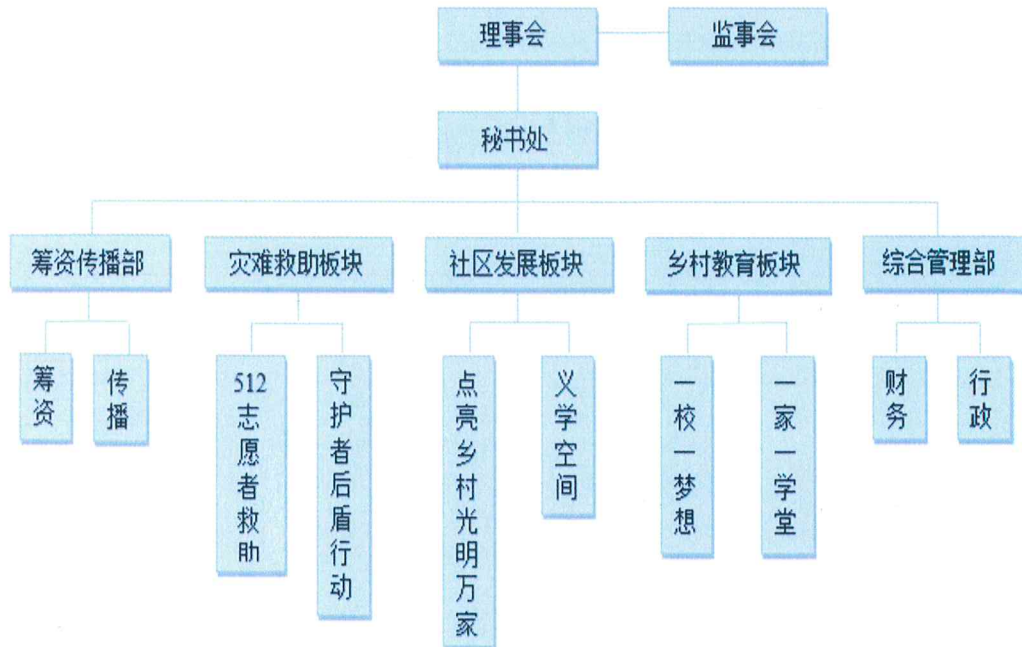 理事会
监事会
秘书处
筹资传播部
灾难救助板块
社区发展板块
乡村教育板块
综合管理部
筹资
传播
512志愿者救助
守护者后盾行动
点亮乡村光明万家
义学空间
一校一梦想
一家一学堂
财务
行政